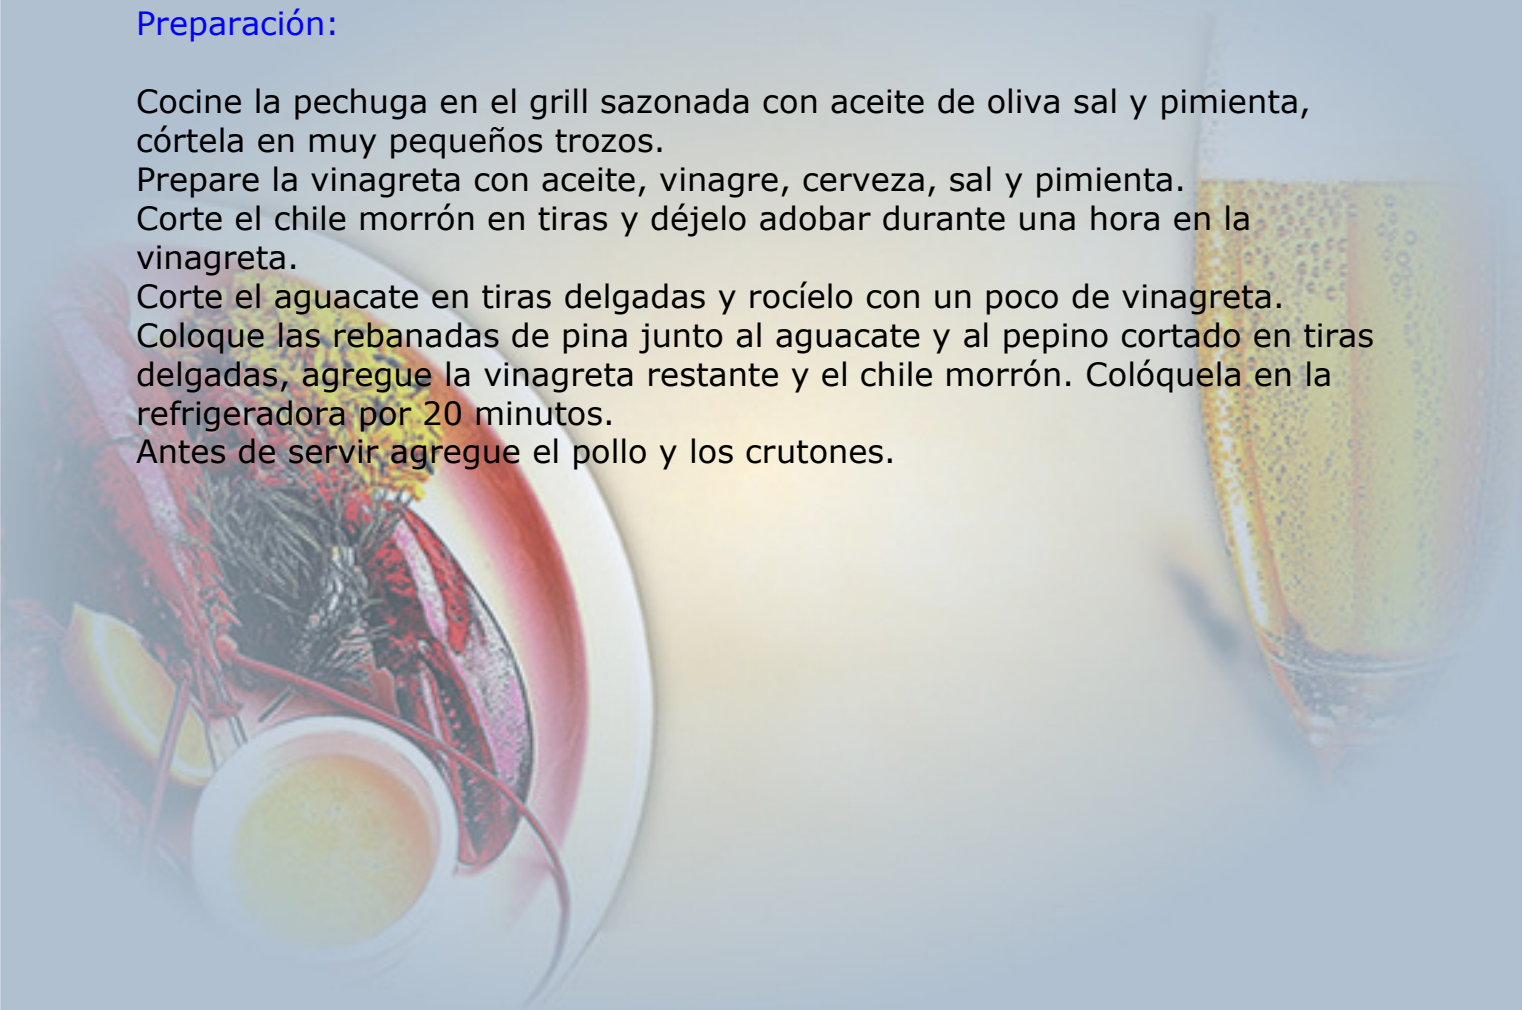 Preparación:
Cocine la pechuga en el grill sazonada con aceite de oliva sal y pimienta,
córtela en muy pequeños trozos.
Prepare la vinagreta con aceite, vinagre, cerveza, sal y pimienta.
Corte el chile morrón en tiras y déjelo adobar durante una hora en la
vinagreta.
Corte el aguacate en tiras delgadas y rocíelo con un poco de vinagreta.
Coloque las rebanadas de pina junto al aguacate y al pepino cortado en tiras
delgadas, agregue la vinagreta restante y el chile morrón. Colóquela en la
refrigeradora por 20 minutos.
Antes de servir agregue el pollo y los crutones.